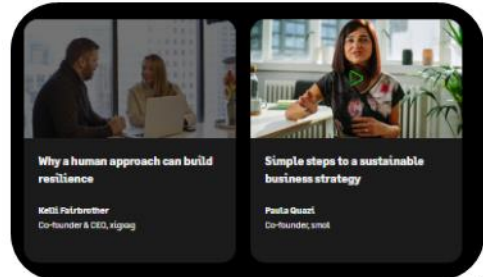 Why a human approach can build
resilience
Kelli Fairbrother
Co-founder & CEO, xigxag
Simple steps to a sustainable
business strategy
Paula Quazi
Co-founder, smol